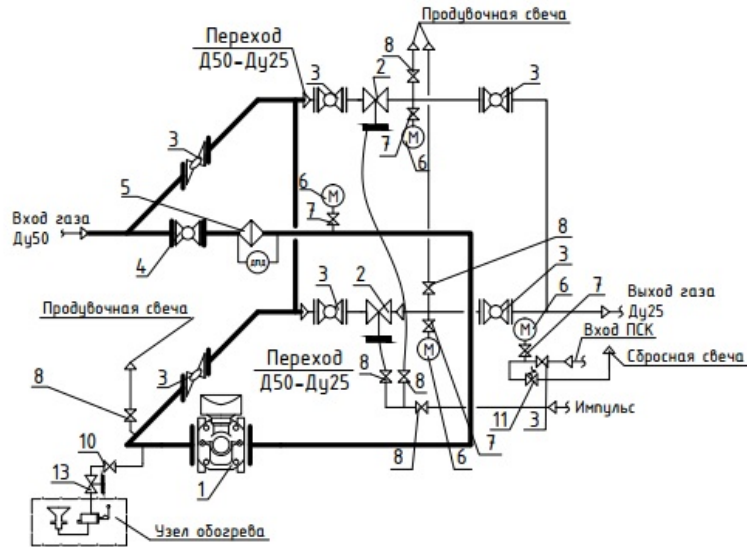 Продувочная свеча
Переход
Д50-Ду25
3
2
8
3
3
7
6
5
6
7
Вход газа
Ду50
4
ДПД
М
М
3
2
8
3
6
7
Выход газа
Ду25
Вход ПСК
Сбросная свеча
М
М
Продувочная свеча
Переход
Д50-Ду25
3
8
8
8
11
3
Импульс
8
7
6
10
13
1
Узел обогрева